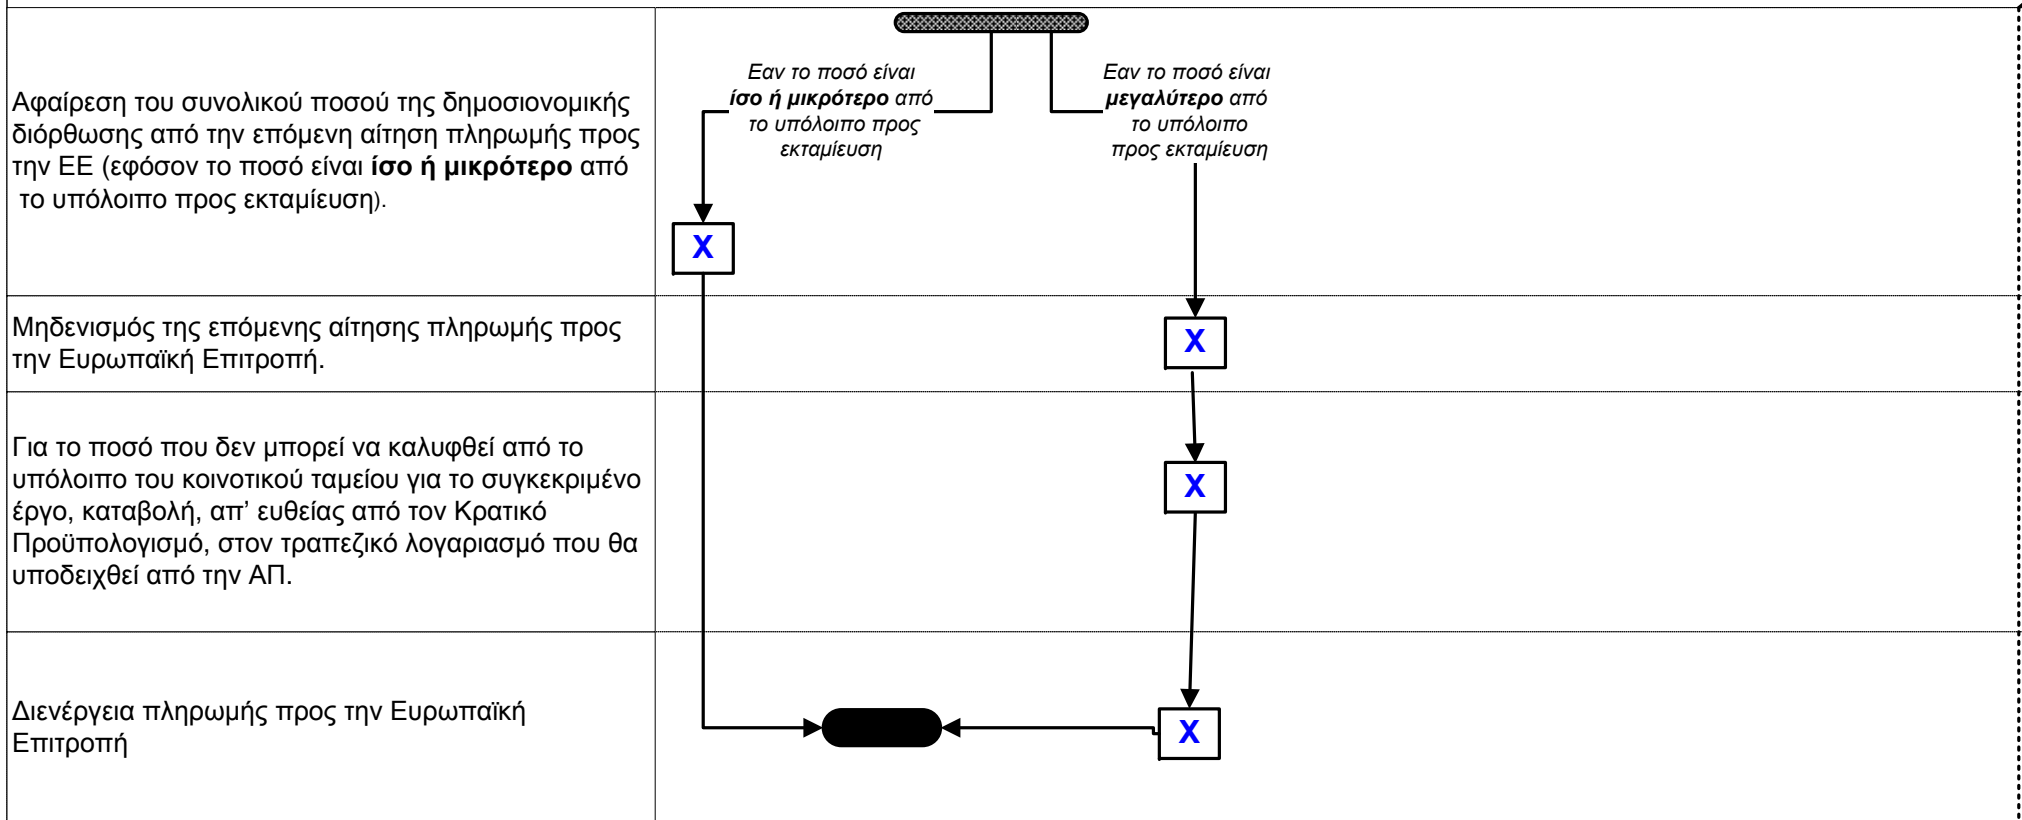 Αφαίρεση του συνολικού ποσού της δημοσιονομικής
διόρθωσης από την επόμενη αίτηση πληρωμής προς
την ΕΕ (εφόσον το ποσό είναι ίσο ή μικρότερο από
το υπόλοιπο προς εκταμίευση).
Εαν το ποσό είναι
ίσο ή μικρότερο από
το υπόλοιπο προς
εκταμίευση
Εαν το ποσό είναι
μεγαλύτερο από
το υπόλοιπο
προς εκταμίευση
X
Μηδενισμός της επόμενης αίτησης πληρωμής προς
την Ευρωπαϊκή Επιτροπή.
X
Για το ποσό που δεν μπορεί να καλυφθεί από το
υπόλοιπο του κοινοτικού ταμείου για το συγκεκριμένο
έργο, καταβολή, απ’ ευθείας από τον Κρατικό
Προϋπολογισμό, στον τραπεζικό λογαριασμό που θα
υποδειχθεί από την ΑΠ.
X
Διενέργεια πληρωμής προς την Ευρωπαϊκή
Επιτροπή
X